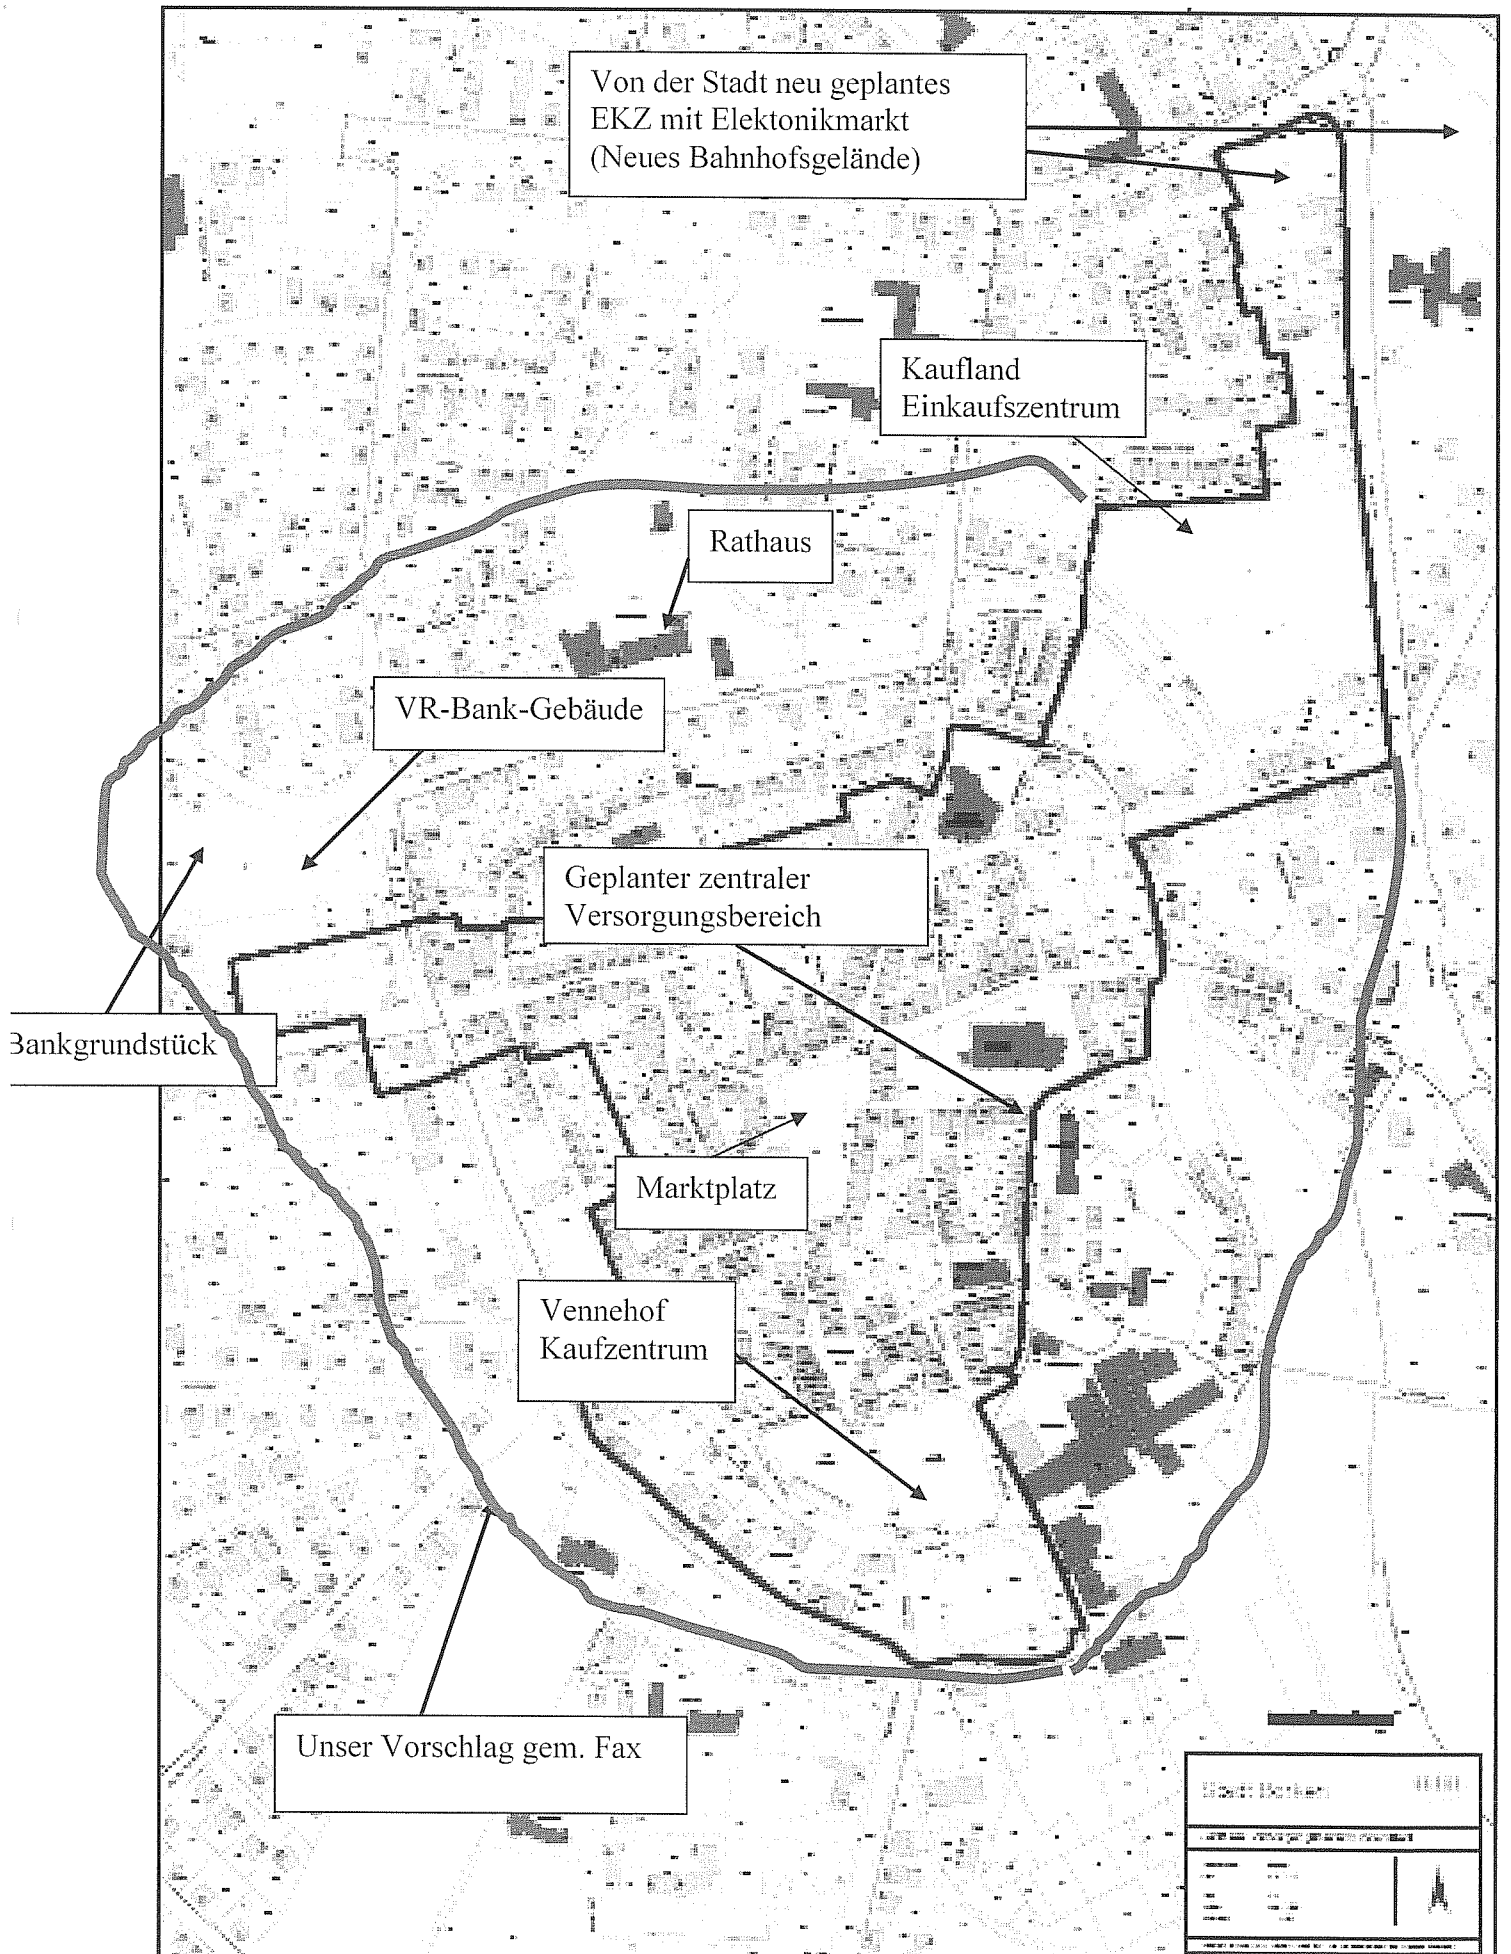 Von der Stadt neu geplantes
EKZ mit Elektonikmarkt
(Neues Bahnhofsgelände)
Kaufland
Einkaufszentrum
Rathaus
VR-Bank-Gebäude
Geplanter zentraler
Versorgungsbereich
Bankgrundstück
Marktplatz
Vennehof
Kaufzentrum
Unser Vorschlag gem. Fax